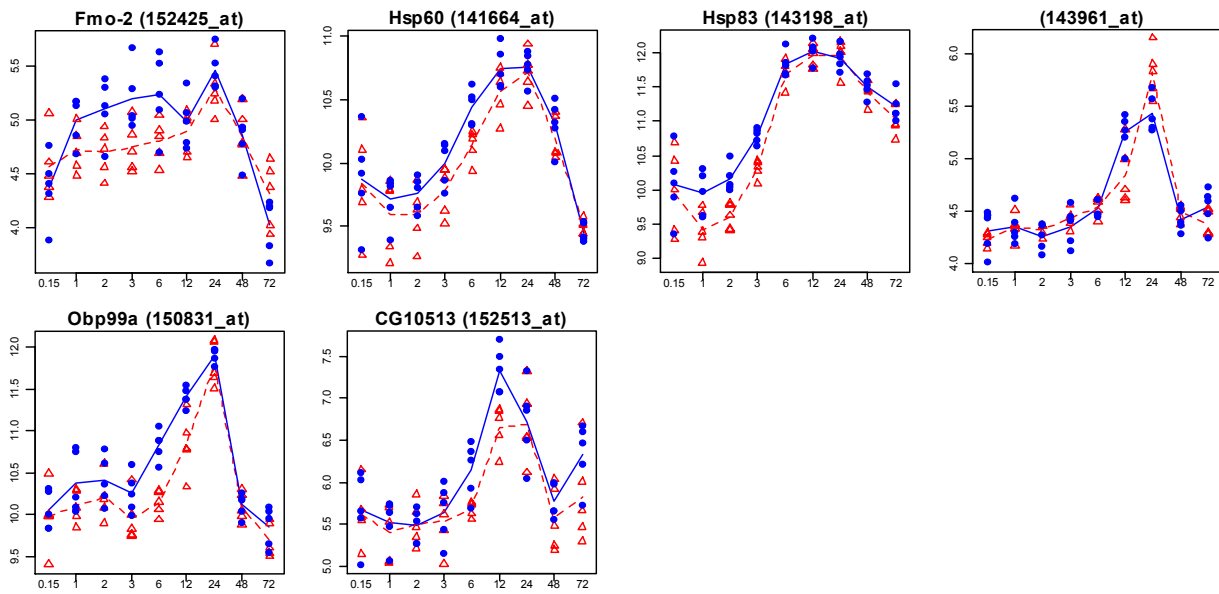 Fmo-2 (152425_at)
5.5
5.0
4.5
4.0
0.15 1 2 3 6 12 24 48 72
Hsp60 (141664_at)
11.0
10.5
10.0
9.5
0.15 1 2 3 6 12 24 48 72
Hsp83 (143198_at)
12.0
11.5
11.0
10.5
10.0
9.5
9.0
0.15 1 2 3 6 12 24 48 72
(143961_at)
6.0
5.5
5.0
4.5
4.0
0.15 1 2 3 6 12 24 48 72
Obp99a (150831_at)
12.0
11.5
11.0
10.5
10.0
9.5
0.15 1 2 3 6 12 24 48 72
CG10513 (152513_at)
7.5
7.0
6.5
6.0
5.5
5.0
0.15 1 2 3 6 12 24 48 72